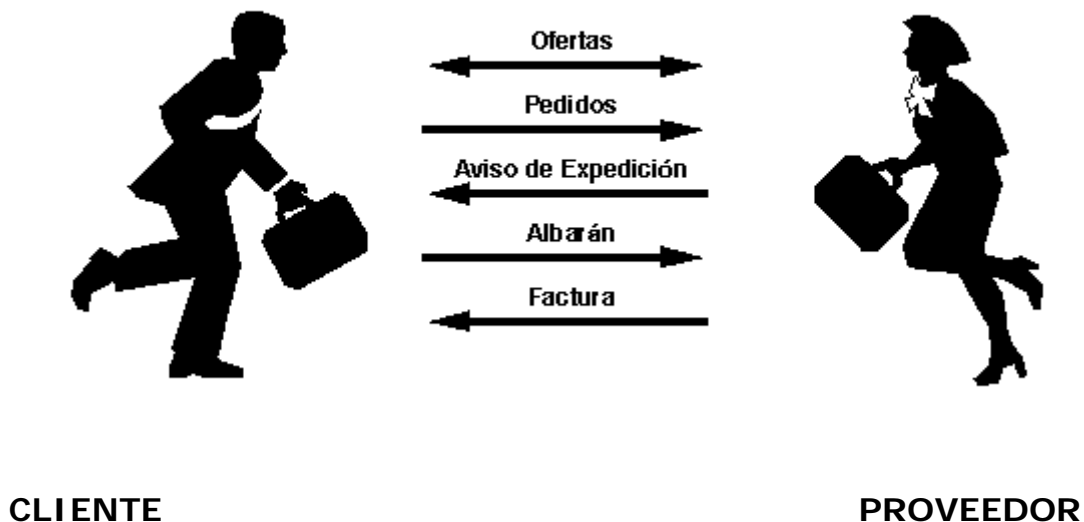 Ofertas
Pedidos
Aviso de Expedición
Albarán
Factura
CLIENTE PROVEEDOR